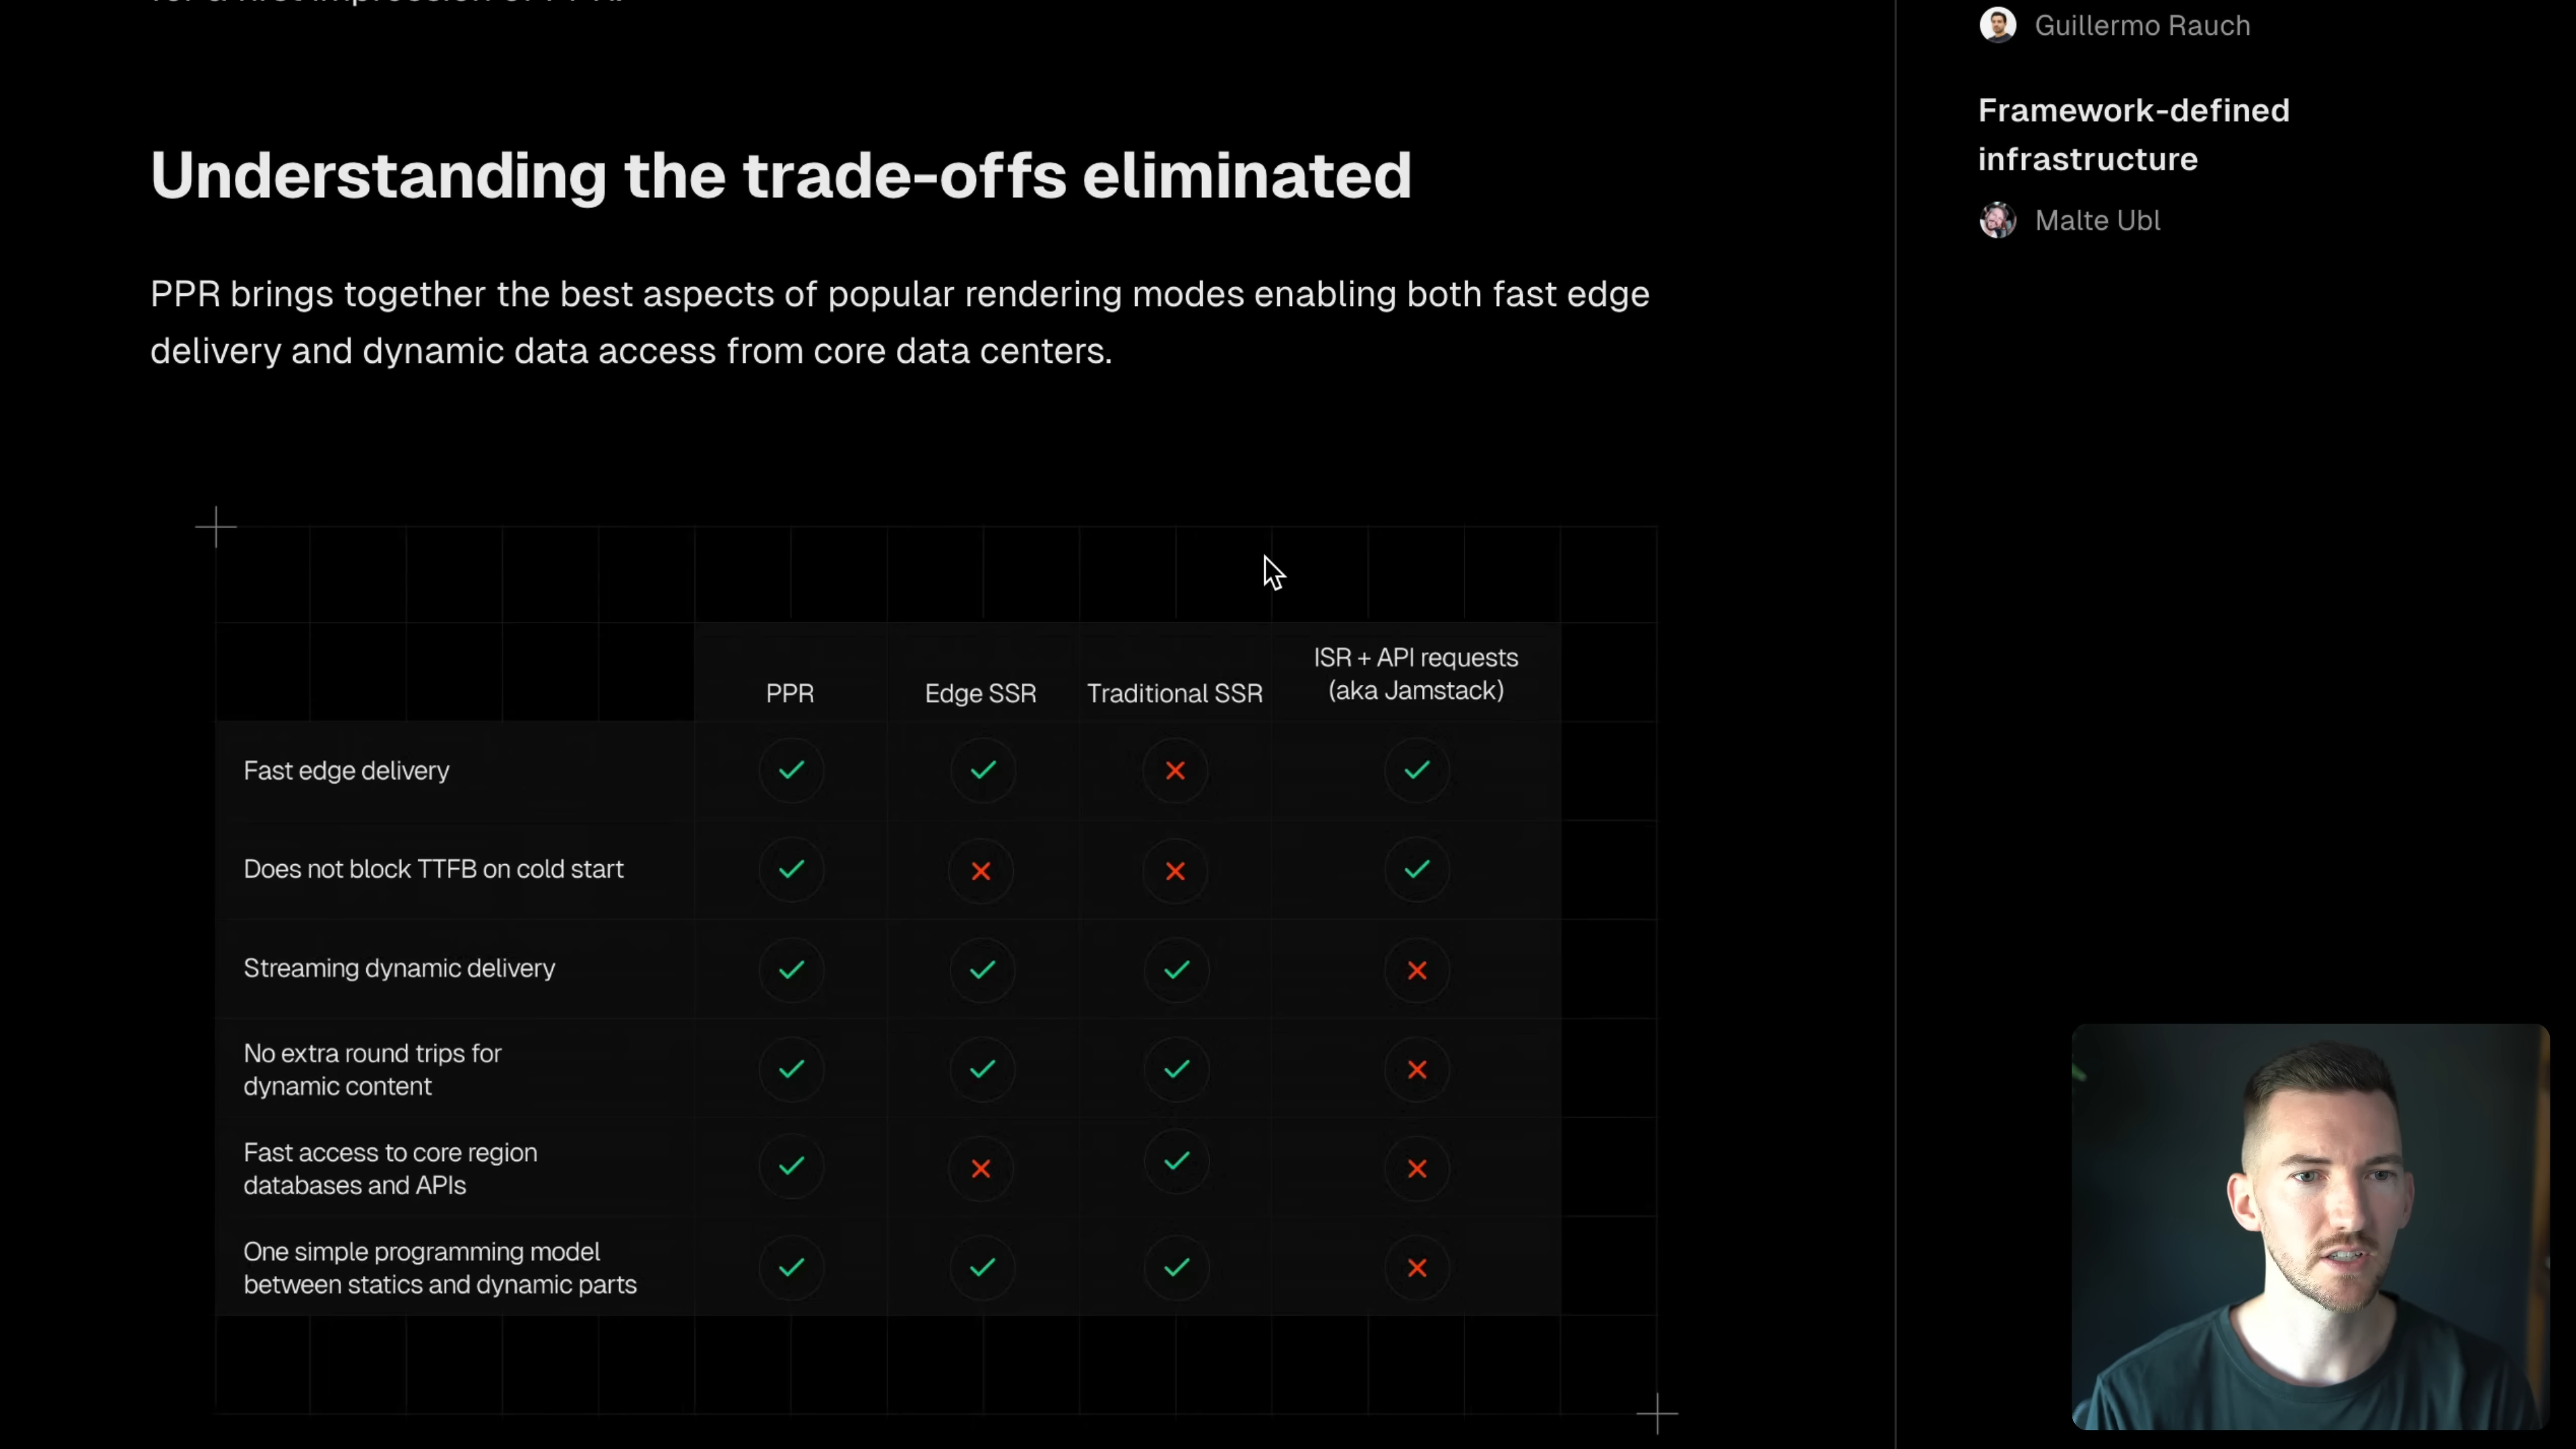 Understanding the trade-offs eliminated
PPR brings together the best aspects of popular rendering modes enabling both fast edge
delivery and dynamic data access from core data centers.
PPR
Edge SSR
Traditional SSR
ISR + API requests
(aka Jamstack)
Fast edge delivery
Does not block TTFB on cold start
Streaming dynamic delivery
No extra round trips for
dynamic content
Fast access to core region
databases and APIs
One simple programming model
between statics and dynamic parts
Guillermo Rauch
Framework-defined
infrastructure
Malte Ubl